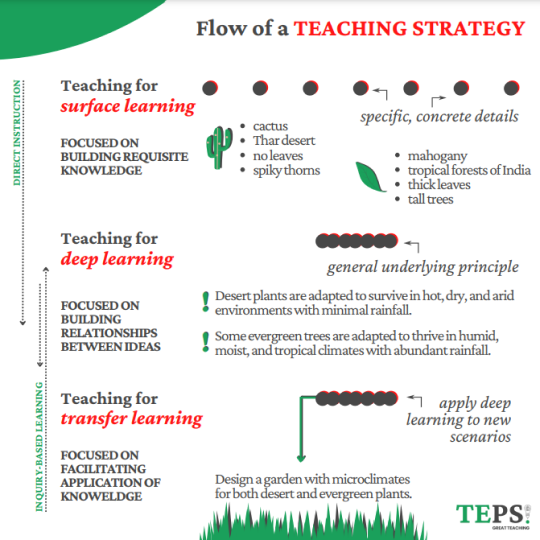 Flow of a TEACHING STRATEGY
DIRECT INSTRUCTION
Teaching for
surface learning
specific, concrete details
FOCUSED ON
BUILDING REQUISITE
KNOWLEDGE
• cactus
• Thar desert
• no leaves
• spiky thorns
• mahogany
• tropical forests of India
• thick leaves
• tall trees
Teaching for
deep learning
general underlying principle
FOCUSED ON
BUILDING
RELATIONSHIPS
BETWEEN IDEAS
! Desert plants are adapted to survive in hot, dry, and arid
environments with minimal rainfall.
! Some evergreen trees are adapted to thrive in humid,
moist, and tropical climates with abundant rainfall.
INQUIRY-BASED LEARNING
Teaching for
transfer learning
apply deep
learning to new
scenarios
FOCUSED ON
FACILITATING
APPLICATION OF
KNOWELDGE
Design a garden with microclimates
for both desert and evergreen plants.
TEPS!
GREAT TEACHING